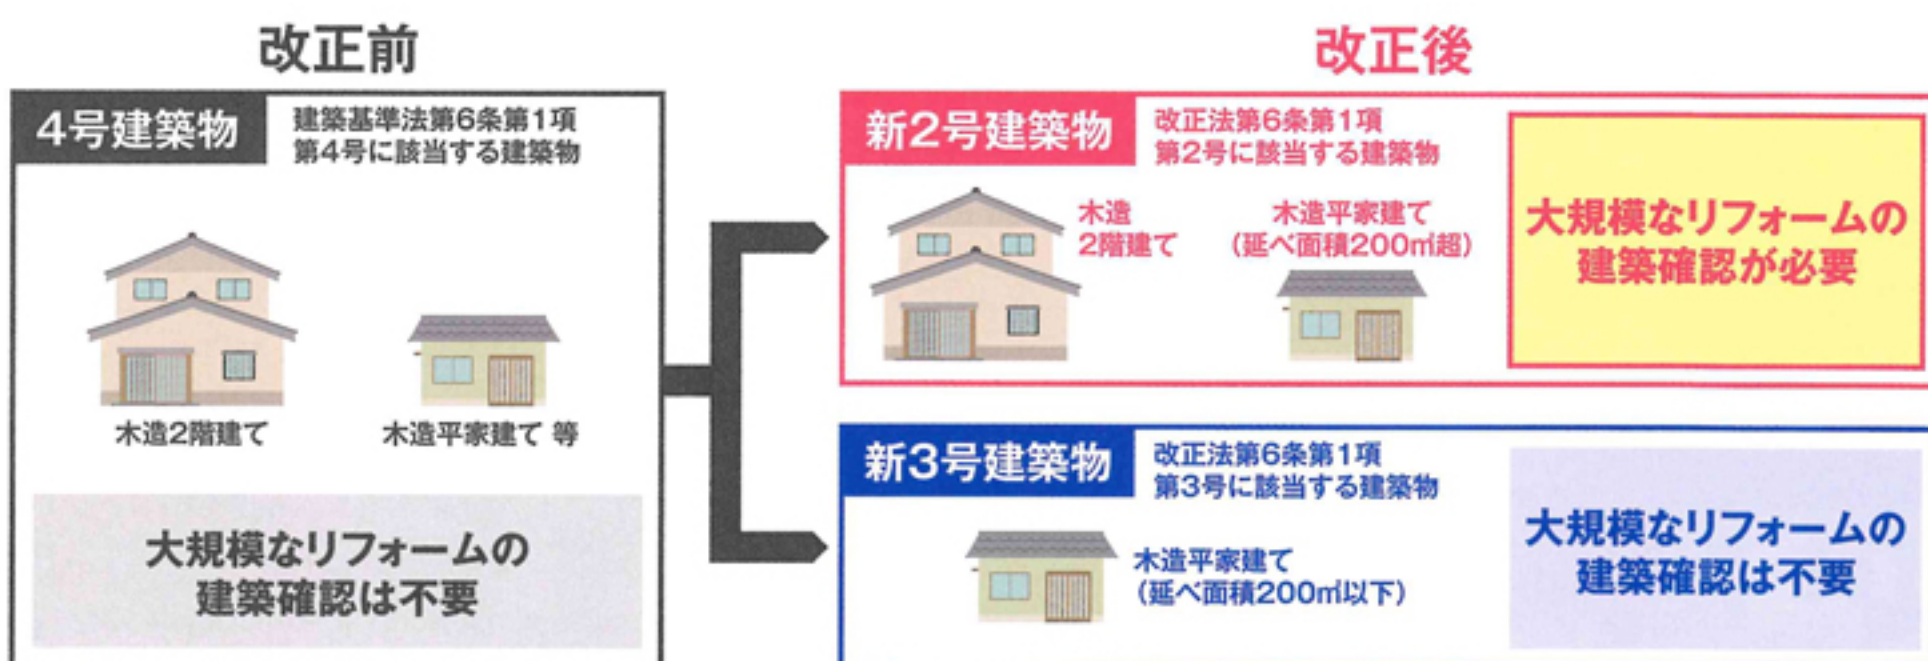 改正前
4号建築物
建築基準法第6条第1項
第4号に該当する建築物
木造2階建て
木造平家建て 等
大規模なリフォームの
建築確認は不要
改正後
新2号建築物
改正法第6条第1項
第2号に該当する建築物
木造
2階建て
木造平家建て
（延べ面積200㎡超）
大規模なリフォームの
建築確認が必要
新3号建築物
改正法第6条第1項
第3号に該当する建築物
木造平家建て
（延べ面積200㎡以下）
大規模なリフォームの
建築確認は不要